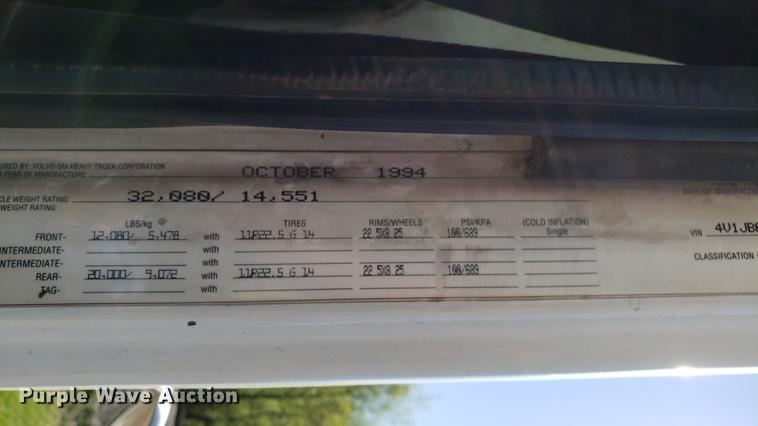 URED BY: VOLVO GM HEAVY TRUCK CORPORATION
YEAR OF MANUFACTURE OCTOBER 1994
DATE OF MANUFAC
CLE WEIGHT RATING 32,080/ 14,551
WEIGHT RATING:
LBS/kg TIRES RIMS/WHEELS PSI/KPA (COLD INFLATION)
FRONT- 12,080/ 5,478 with 11R22.5 G 14 22.5X8.25 100/689 Single
VIN 4V1JB
INTERMEDIATE- with
INTERMEDIATE- with
CLASSIFICATION
REAR- 20,000/ 9,072 with 11R22.5 G 14 22.5X8.25 100/689
TAG- with
Purple Wave Auction